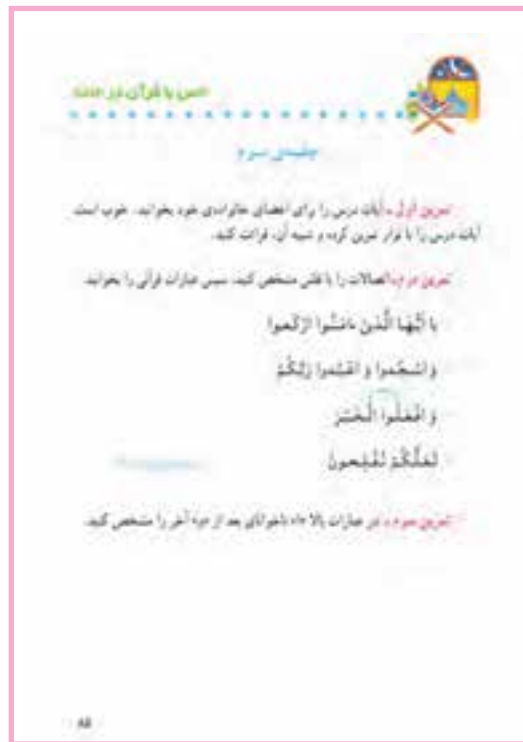 انس با قرآن در خانه
جلسه‌ی سوم
تمرین اول ـ آیات درس را برای اعضای خانواده‌ی خود بخوانید. خوب است
آیات درس را با نوار تمرین کرده و شبیه آن، قرائت کنید.
تمرین دوم ـ اتصالات را با فلش مشخص کنید، سپس عبارات قرآنی را بخوانید.
یا اَیُّهَا الَّذینَ ءامَنُوا ارْکَعوا
وَ اسْجُدوا وَ اعْبُدوا رَبَّکُمْ
وَ افْعَلُوا الْخَیْرَ
لَعَلَّکُمْ تُفْلِحونَ
تمرین سوم ـ در عبارات بالا «ا» ناخوانای بعد از «و» آخر را مشخص کنید.